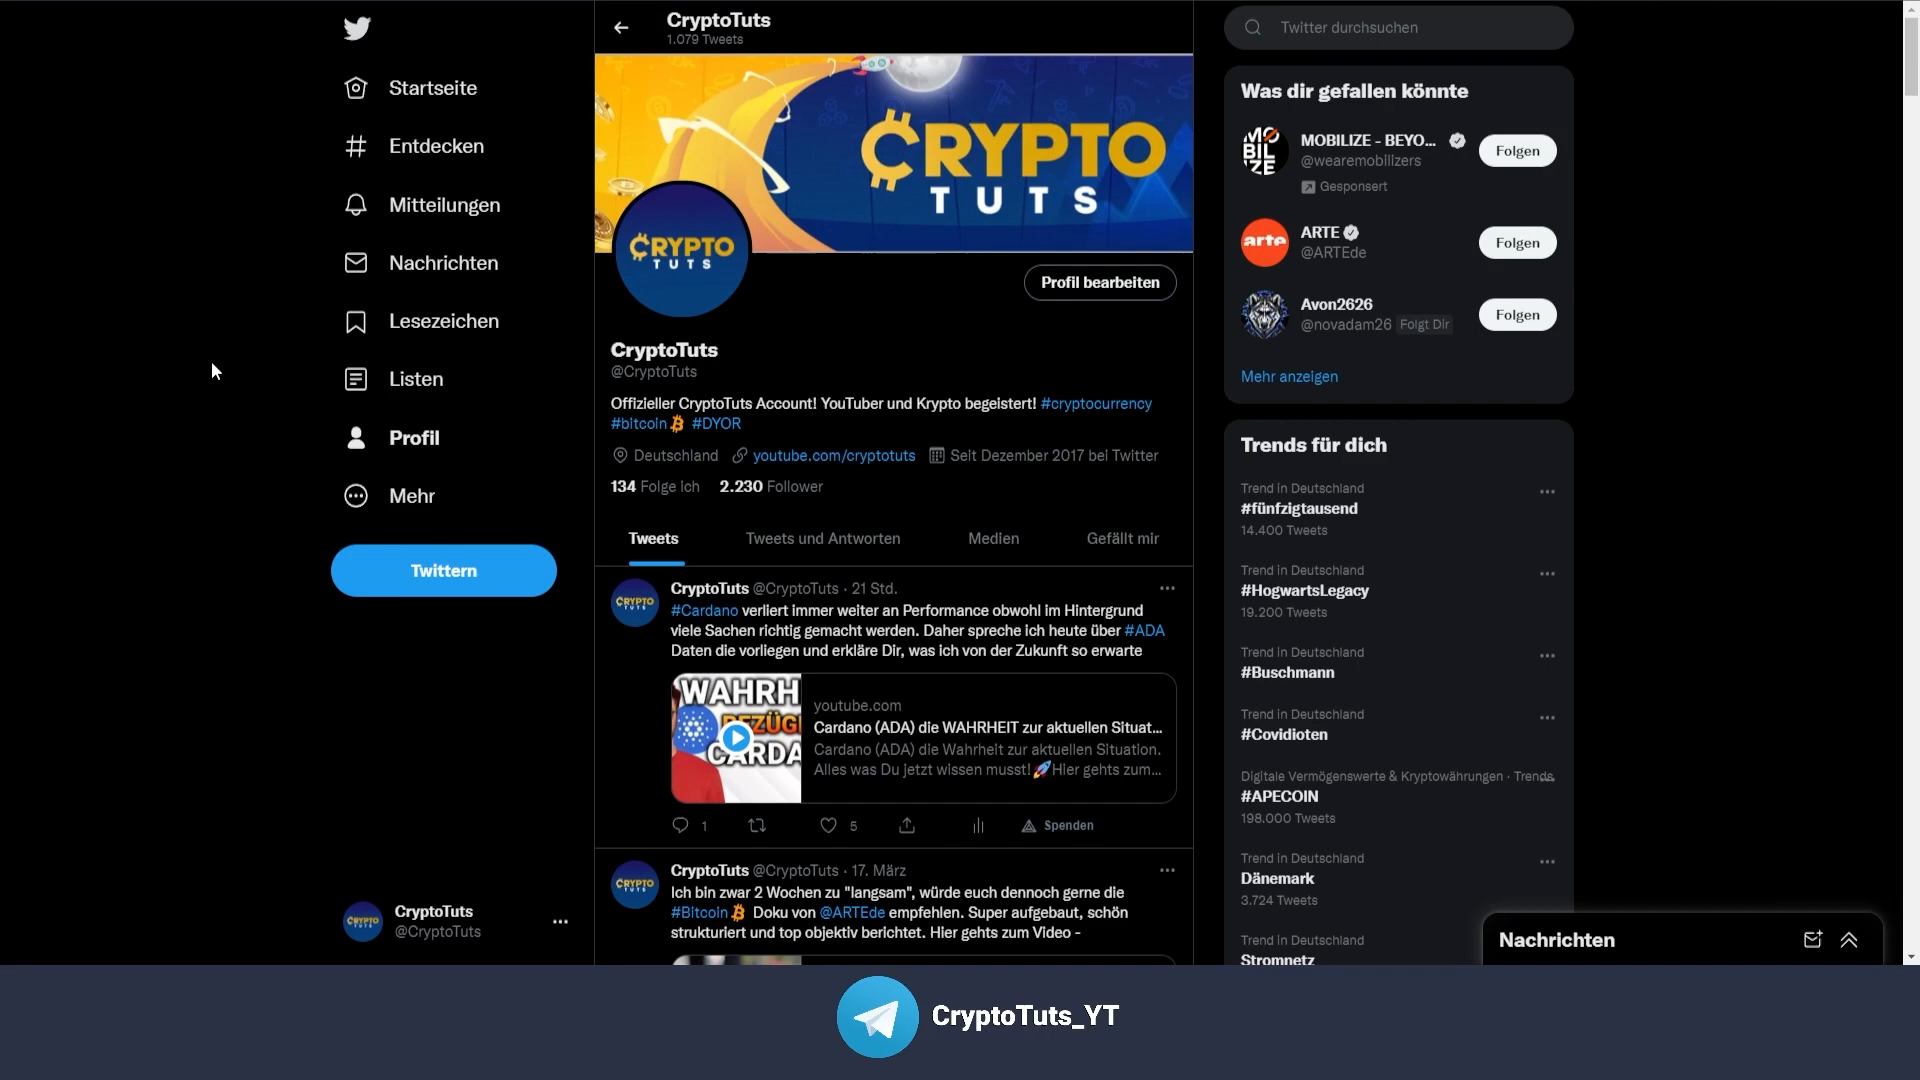 Startseite
Entdecken
Mitteilungen
Nachrichten
Lesezeichen
Listen
Profil
Mehr
Twittern
CRYPTO TUTS
CryptoTuts
@CryptoTuts
CryptoTuts
1.079 Tweets
CRYPTO
TUTS
CRYPTO
TUTS
Profil bearbeiten
CryptoTuts
@CryptoTuts
Offizieller CryptoTuts Account! YouTuber und Krypto begeistert! #cryptocurrency
#bitcoin #DYOR
Deutschland youtube.com/cryptotuts Seit Dezember 2017 bei Twitter
134 Folge ich 2.230 Follower
Tweets Tweets und Antworten Medien Gefällt mir
CRYPTO TUTS
CryptoTuts @CryptoTuts · 21 Std.
#Cardano verliert immer weiter an Performance obwohl im Hintergrund
viele Sachen richtig gemacht werden. Daher spreche ich heute über #ADA
Daten die vorliegen und erkläre Dir, was ich von der Zukunft so erwarte
WAHRH
BEZÜG
CARDA
youtube.com
Cardano (ADA) die WAHRHEIT zur aktuellen Situat...
Cardano (ADA) die Wahrheit zur aktuellen Situation.
Alles was Du jetzt wissen musst!🚀Hier gehts zum...
1 5 Spenden
CRYPTO TUTS
CryptoTuts @CryptoTuts · 17. März
Ich bin zwar 2 Wochen zu "langsam", würde euch dennoch gerne die
#Bitcoin Doku von @ARTEde empfehlen. Super aufgebaut, schön
strukturiert und top objektiv berichtet. Hier gehts zum Video -
Twitter durchsuchen
Was dir gefallen könnte
MOBILIZE
MOBILIZE - BEYO...
@wearemobilizers
Gesponsert
Folgen
arte
ARTE
@ARTEde
Folgen
Avon2626
@novadam26 Folgt Dir
Folgen
Mehr anzeigen
Trends für dich
Trend in Deutschland
#fünfzigtausend
14.400 Tweets
Trend in Deutschland
#HogwartsLegacy
19.200 Tweets
Trend in Deutschland
#Buschmann
Trend in Deutschland
#Covidioten
Digitale Vermögenswerte & Kryptowährungen · Trends
#APECOIN
198.000 Tweets
Trend in Deutschland
Dänemark
3.724 Tweets
Trend in Deutschland
Stromnetz
Nachrichten
CryptoTuts_YT